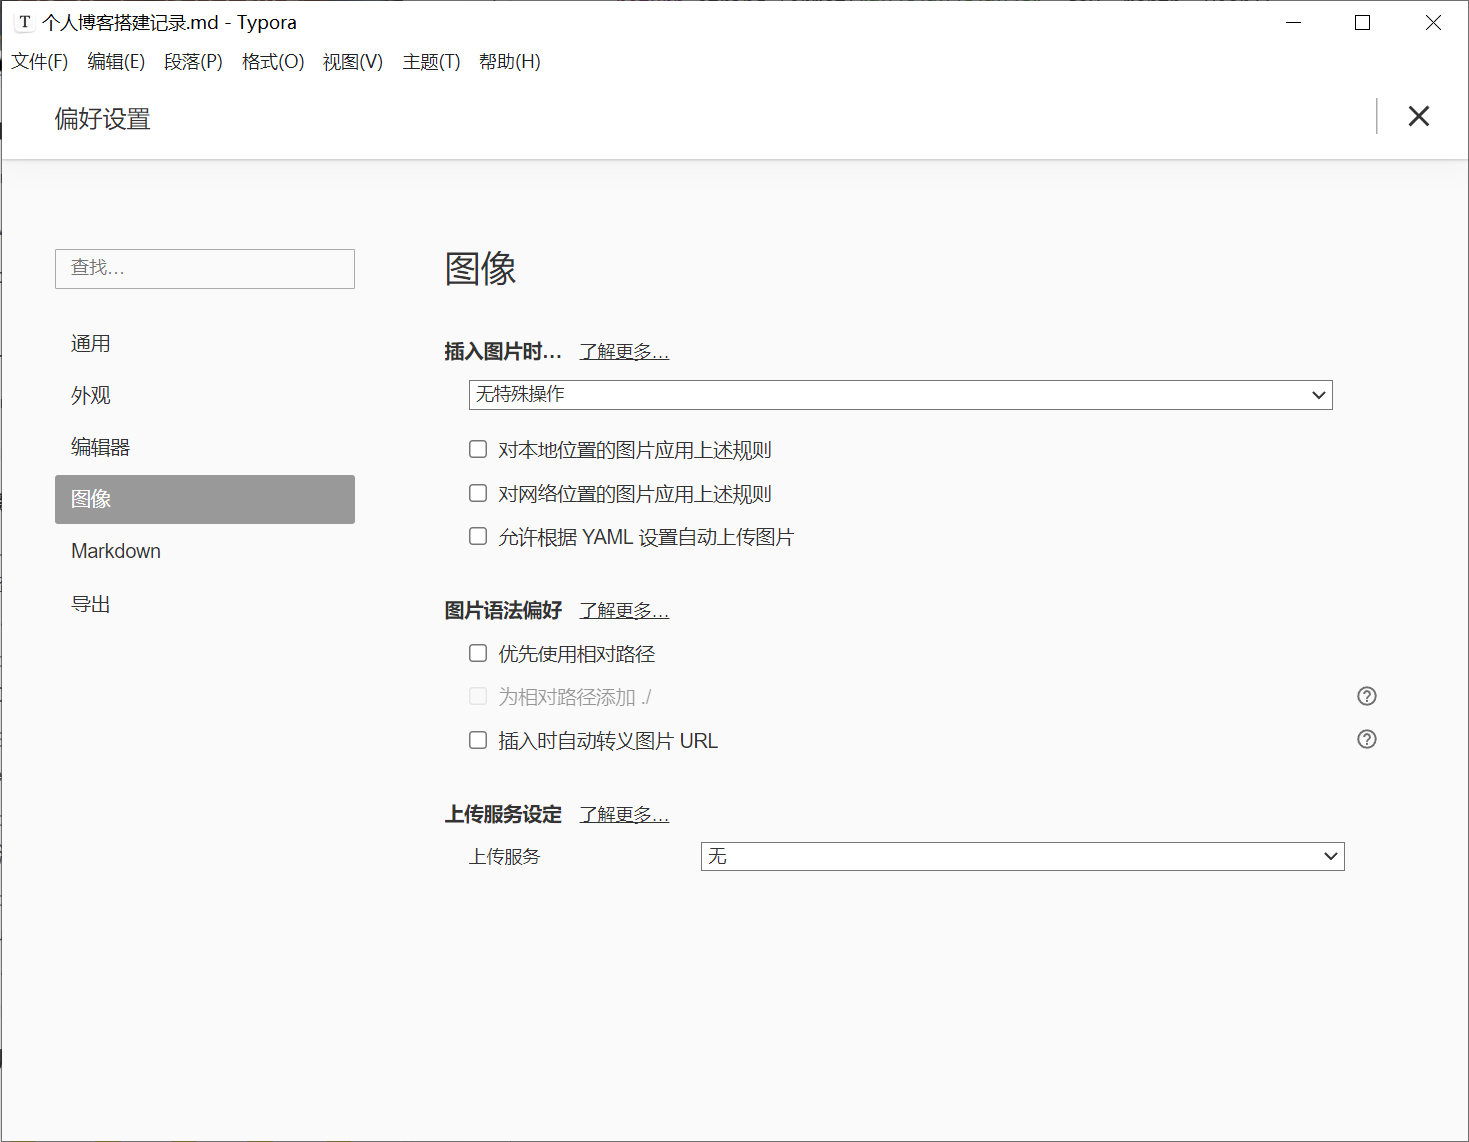 T 个人博客搭建记录.md - Typora
文件(F) 编辑(E) 段落(P) 格式(O) 视图(V) 主题(T) 帮助(H)
偏好设置
查找...
通用
外观
编辑器
图像
Markdown
导出
图像
插入图片时... 了解更多...
无特殊操作
对本地位置的图片应用上述规则
对网络位置的图片应用上述规则
允许根据 YAML 设置自动上传图片
图片语法偏好 了解更多...
优先使用相对路径
为相对路径添加 ./
插入时自动转义图片 URL
上传服务设定 了解更多...
上传服务 无